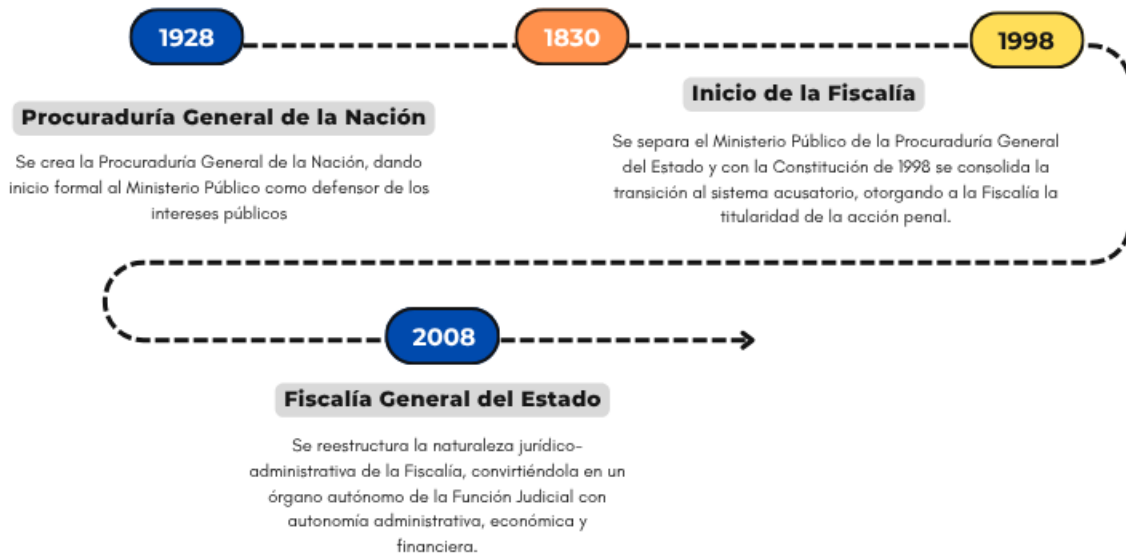 1928
1830
1998
Procuraduría General de la Nación
Se crea la Procuraduría General de la Nación, dando
inicio formal al Ministerio Público como defensor de los
intereses públicos
Inicio de la Fiscalía
Se separa el Ministerio Público de la Procuraduría General
del Estado y con la Constitución de 1998 se consolida la
transición al sistema acusatorio, otorgando a la Fiscalía la
titularidad de la acción penal.
2008
Fiscalía General del Estado
Se reestructura la naturaleza jurídico-
administrativa de la Fiscalía, convirtiéndola en un
órgano autónomo de la Función Judicial con
autonomía administrativa, económica y
financiera.